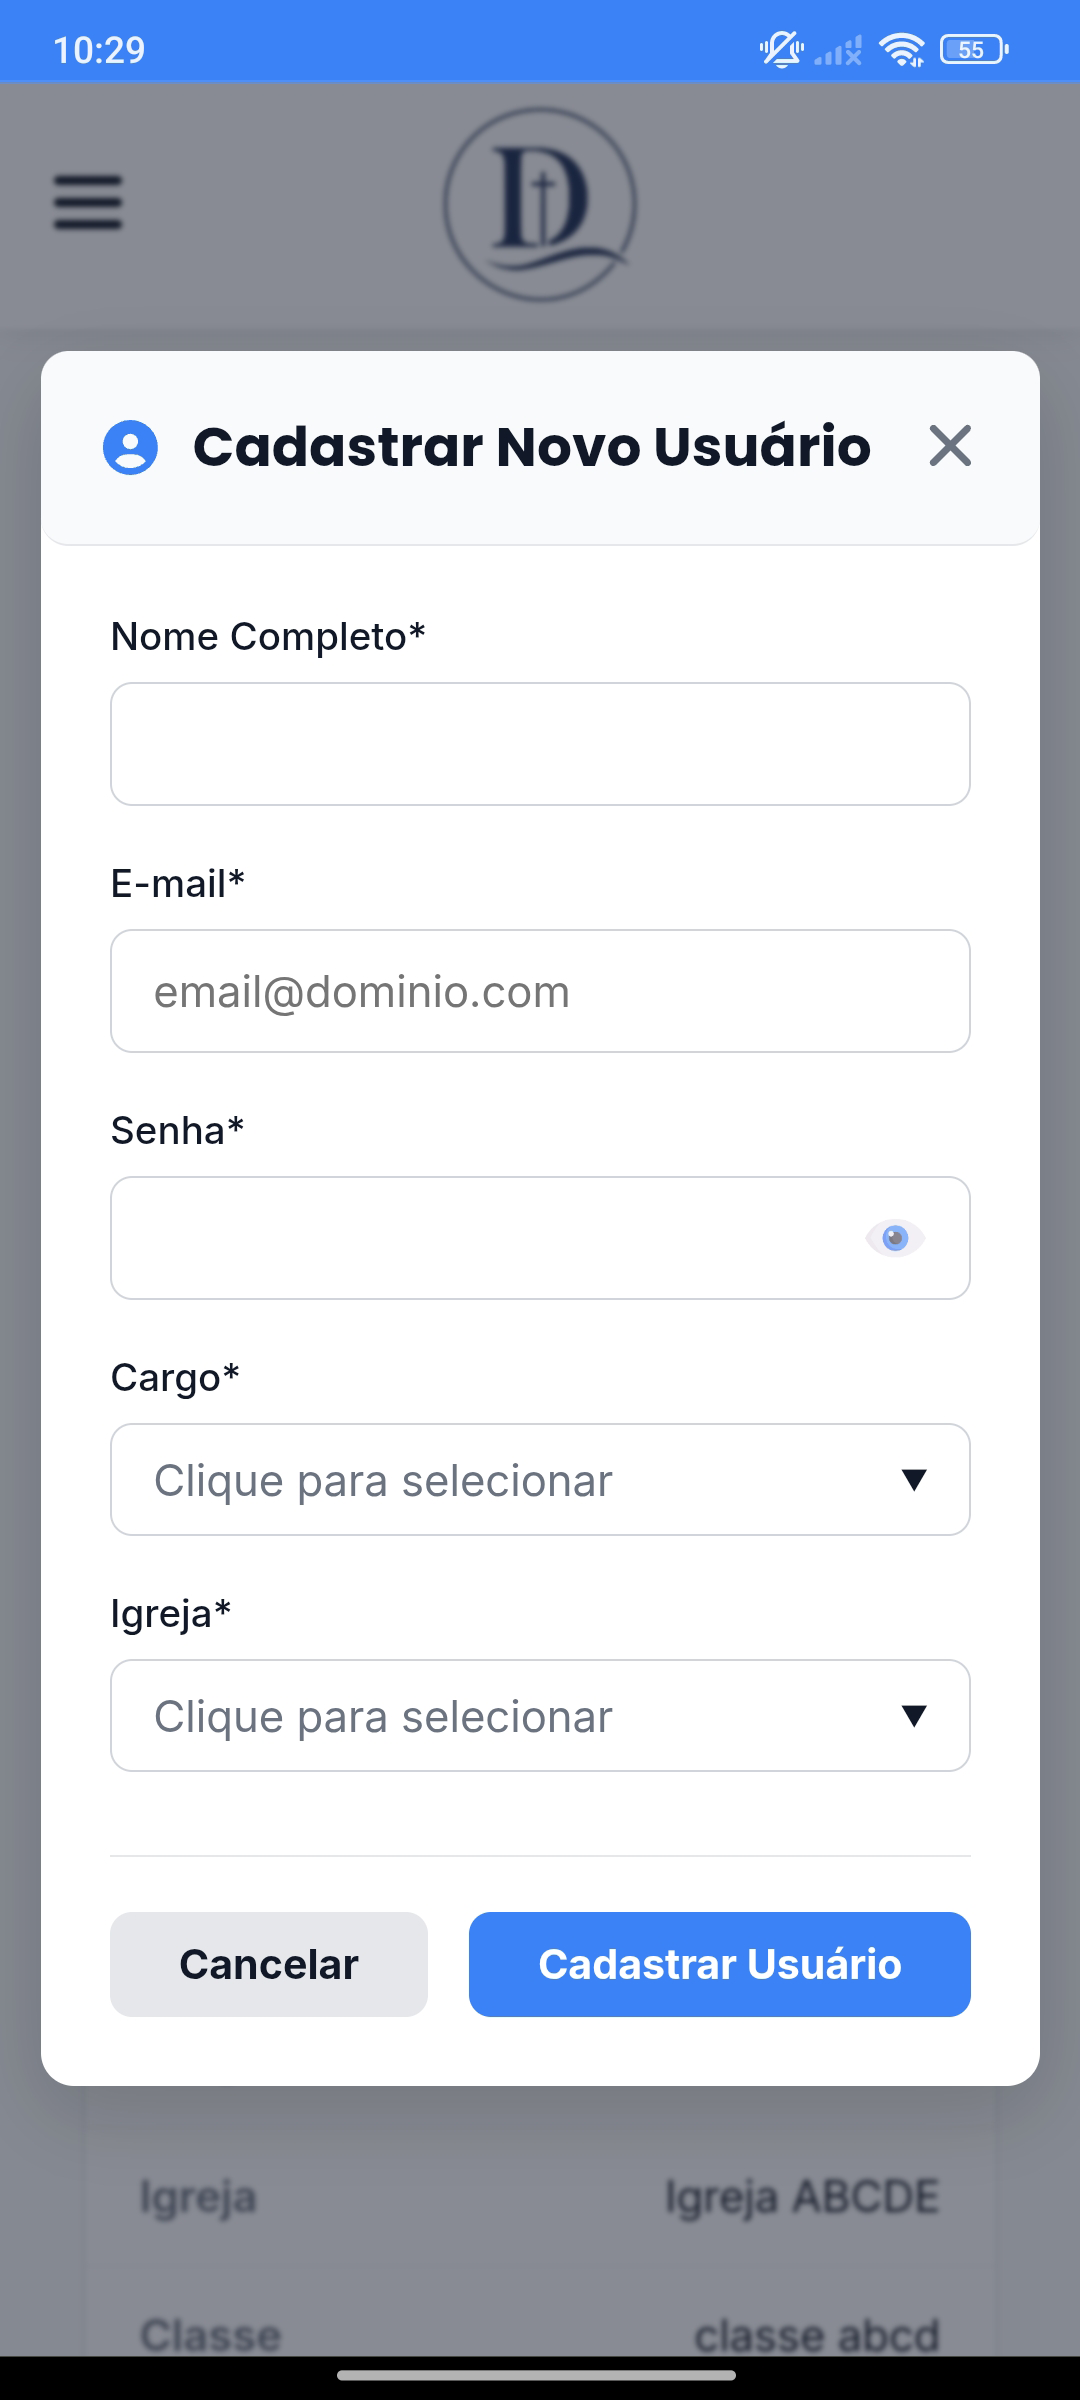 10:29
55
D
Cadastrar Novo Usuário
Nome Completo*
E-mail*
email@dominio.com
Senha*
Cargo*
Clique para selecionar
Igreja*
Clique para selecionar
Cancelar
Cadastrar Usuário
Igreja
Igreja ABCDE
Classe
classe abcd